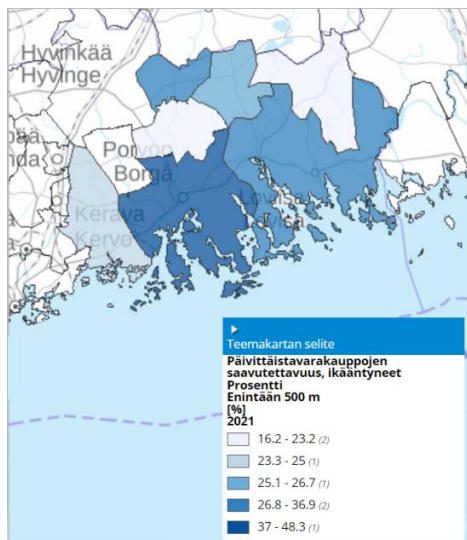 Hyvinkää
Hyvinge
Porvoo
Borgå
Kerava
Kervo
Loviisa
Lovisa
Teemakartan selite
Päivittäistavarakauppojen
saavutettavuus, ikääntyneet
Prosentti
Enintään 500 m
[%]
2021
16.2 - 23.2 (2)
23.3 - 25 (1)
25.1 - 26.7 (1)
26.8 - 36.9 (2)
37 - 48.3 (1)